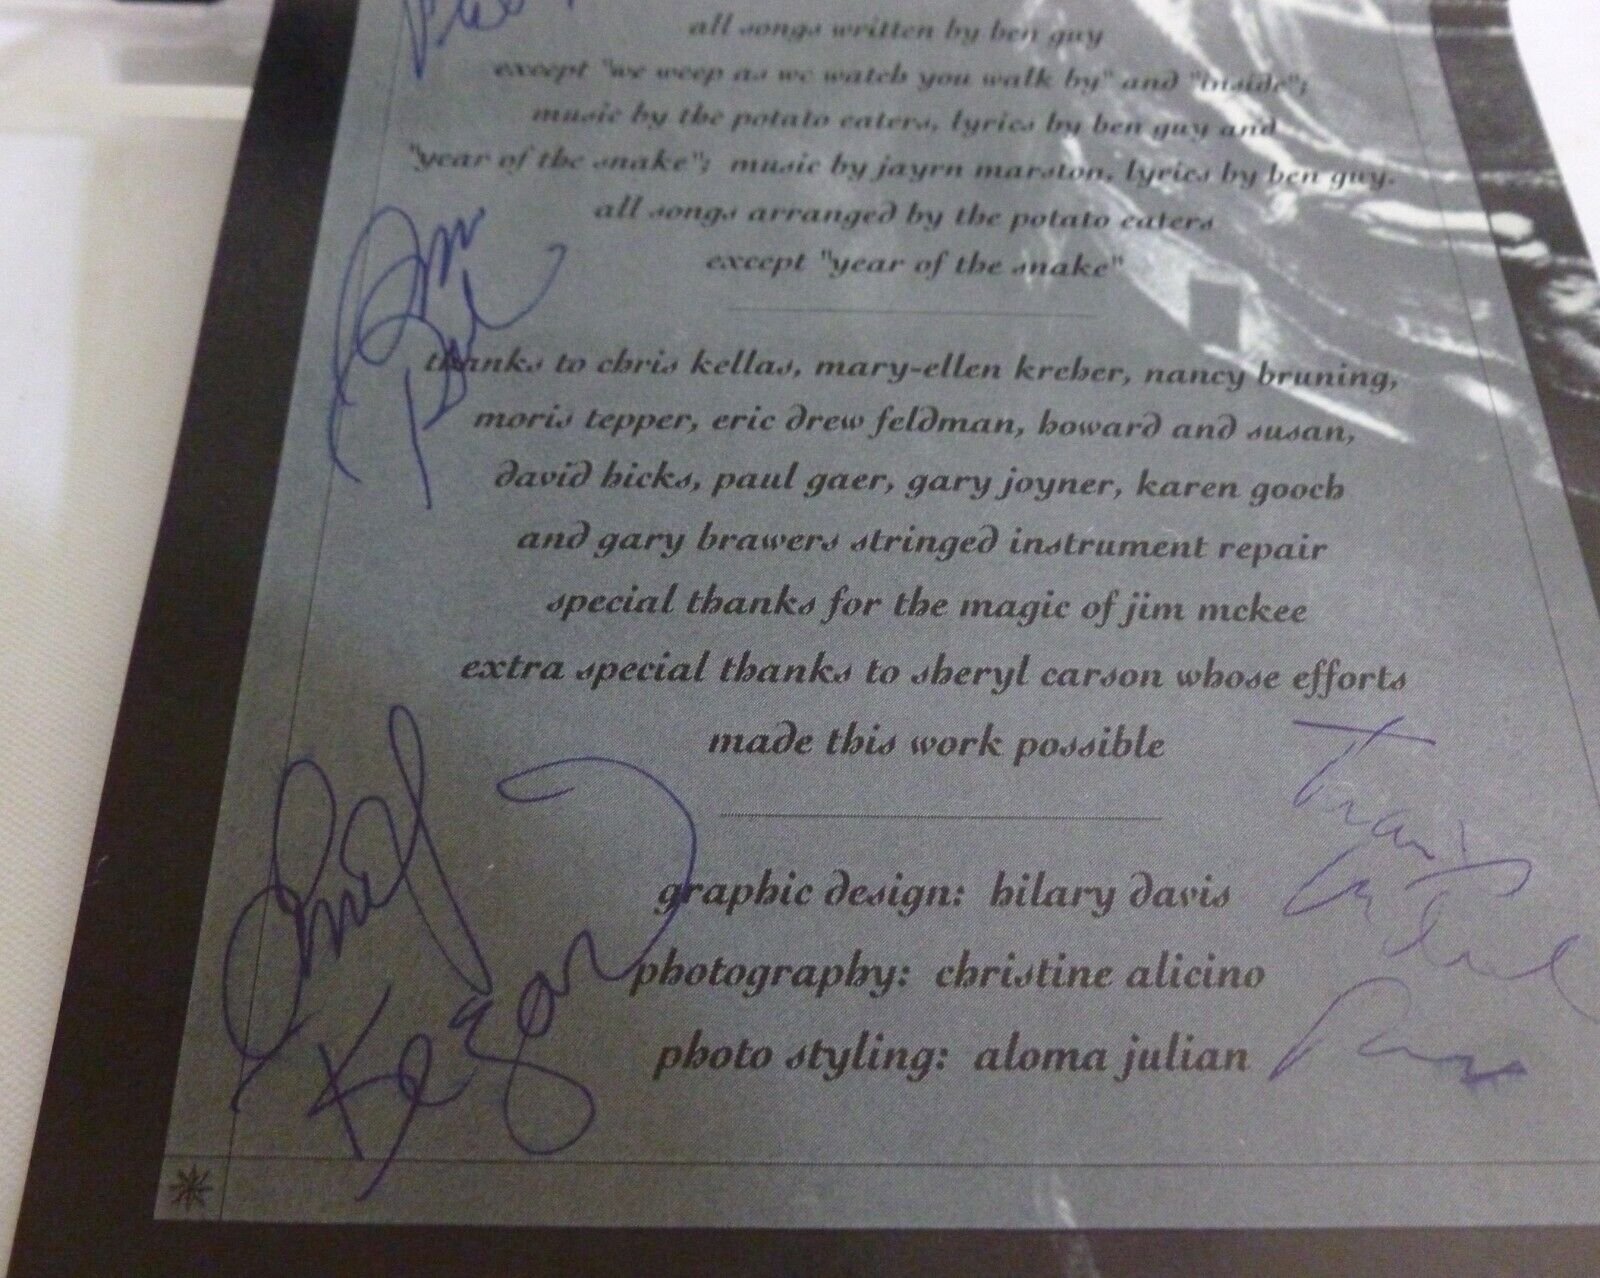 all songs written by ben guy
except "we weep as we watch you walk by" and "inside";
music by the potato eaters, lyrics by ben guy and
"year of the snake"; music by jayrn marston, lyrics by ben guy.
all songs arranged by the potato eaters
except "year of the snake"
thanks to chris kellas, mary-ellen kreher, nancy bruning,
moris tepper, eric drew feldman, howard and susan,
david hicks, paul gaer, gary joyner, karen gooch
and gary brawers stringed instrument repair
special thanks for the magic of jim mckee
extra special thanks to sheryl carson whose efforts
made this work possible
graphic design: hilary davis
photography: christine alicino
photo styling: aloma julian
Kegan